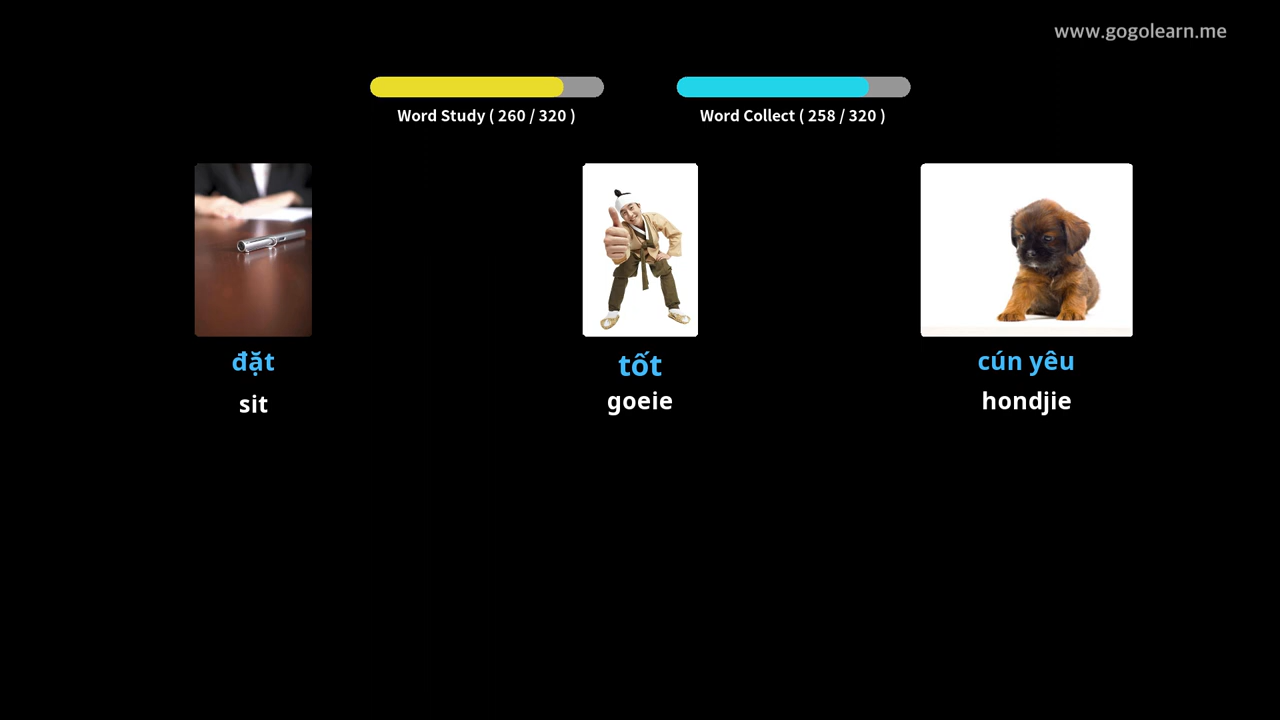 www.gogolearn.me
Word Study ( 260 / 320 )
Word Collect ( 258 / 320 )
đặt
sit
tốt
goeie
cún yêu
hondjie